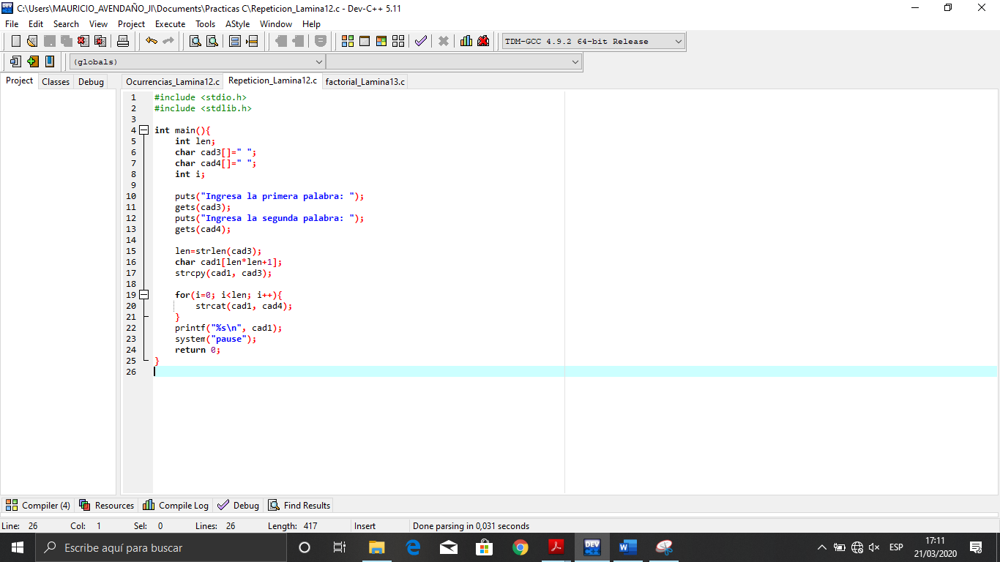 C:\Users\MAURICIO_AVENDAÑO_JI\Documents\Practicas C\Repeticion_Lamina12.c - Dev-C++ 5.11
File Edit Search View Project Execute Tools AStyle Window Help
TDM-GCC 4.9.2 64-bit Release
(globals)
Project Classes Debug Ocurrencias_Lamina12.c Repeticion_Lamina12.c factorial_Lamina13.c
1 #include <stdio.h>
2 #include <stdlib.h>
3
4 int main(){
5 int len;
6 char cad3[]=" ";
7 char cad4[]=" ";
8 int i;
9
10 puts("Ingresa la primera palabra: ");
11 gets(cad3);
12 puts("Ingresa la segunda palabra: ");
13 gets(cad4);
14
15 len=strlen(cad3);
16 char cad1[len*len+1];
17 strcpy(cad1, cad3);
18
19 for(i=0; i<len; i++){
20 strcat(cad1, cad4);
21 }
22 printf("%s\n", cad1);
23 system("pause");
24 return 0;
25 }
26
Compiler (4) Resources Compile Log Debug Find Results
Line: 26 Col: 1 Sel: 0 Lines: 26 Length: 417 Insert Done parsing in 0,031 seconds
Escribe aquí para buscar
DEV C++
ESP
17:11
21/03/2020